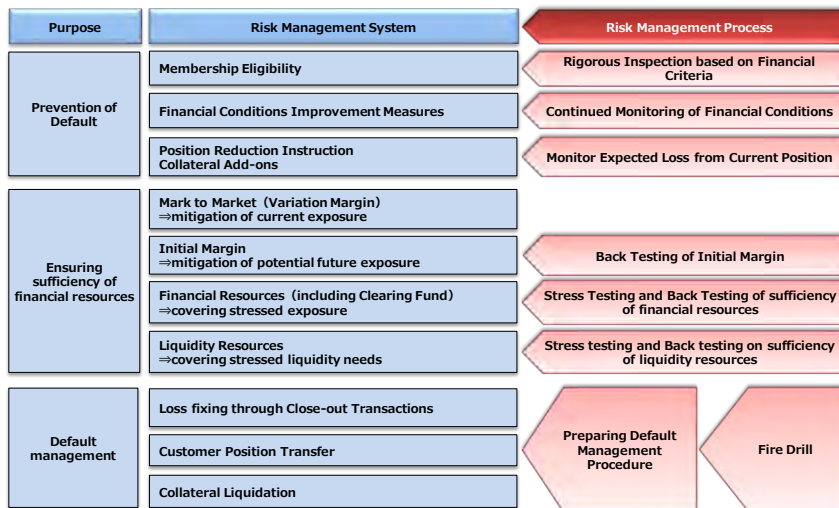 Purpose
Risk Management System
Risk Management Process
Prevention of
Default
Membership Eligibility
Rigorous Inspection based on Financial
Criteria
Financial Conditions Improvement Measures
Continued Monitoring of Financial Conditions
Position Reduction Instruction
Collateral Add-ons
Monitor Expected Loss from Current Position
Ensuring
sufficiency of
financial resources
Mark to Market（Variation Margin）
⇒mitigation of current exposure
Initial Margin
⇒mitigation of potential future exposure
Back Testing of Initial Margin
Financial Resources（including Clearing Fund）
⇒covering stressed exposure
Stress Testing and Back Testing of sufficiency
of financial resources
Liquidity Resources
⇒covering stressed liquidity needs
Stress testing and Back testing on sufficiency
of liquidity resources
Default
management
Loss fixing through Close-out Transactions
Customer Position Transfer
Collateral Liquidation
Preparing Default
Management
Procedure
Fire Drill